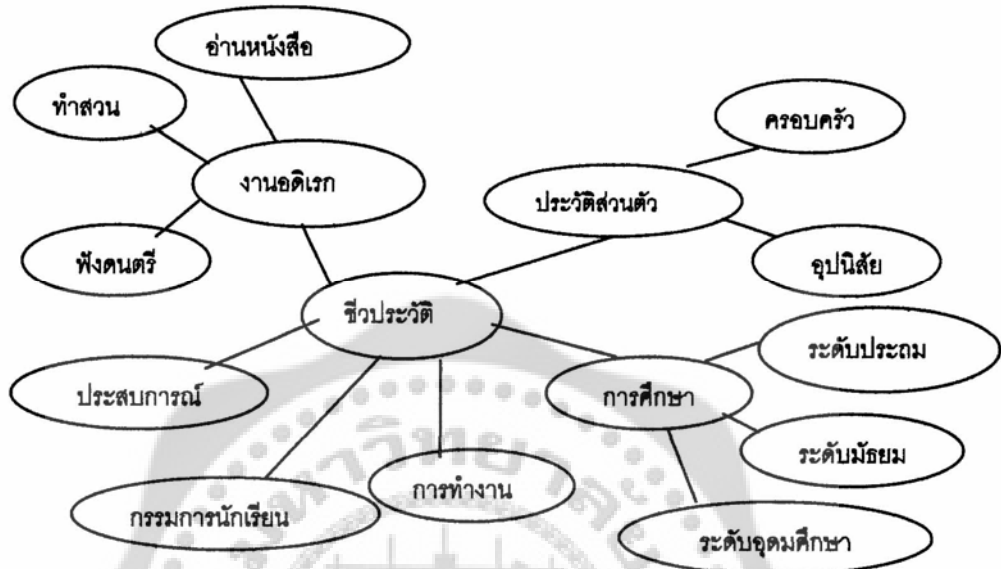 อ่านหนังสือ
ทำสวน
ครอบครัว
งานอดิเรก
ประวัติส่วนตัว
ฟังดนตรี
อุปนิสัย
ชีวประวัติ
ระดับประถม
ประสบการณ์
การศึกษา
ระดับมัธยม
การทำงาน
กรรมการนักเรียน
ระดับอุดมศึกษา